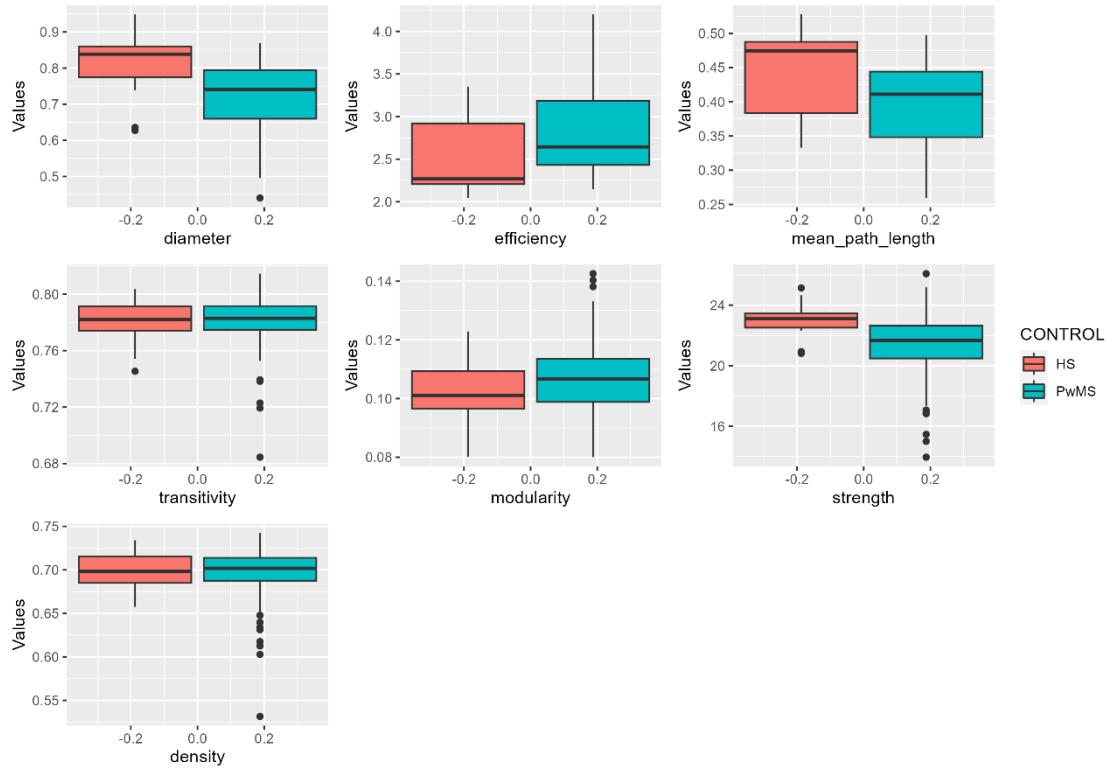 Values
0.9
0.8
0.7
0.6
0.5
-0.2 0.0 0.2
diameter
Values
4.0
3.5
3.0
2.5
2.0
-0.2 0.0 0.2
efficiency
Values
0.50
0.45
0.40
0.35
0.30
0.25
-0.2 0.0 0.2
mean_path_length
Values
0.80
0.76
0.72
0.68
-0.2 0.0 0.2
transitivity
Values
0.14
0.12
0.10
0.08
-0.2 0.0 0.2
modularity
Values
24
20
16
-0.2 0.0 0.2
strength
CONTROL
HS
PwMS
Values
0.75
0.70
0.65
0.60
0.55
-0.2 0.0 0.2
density